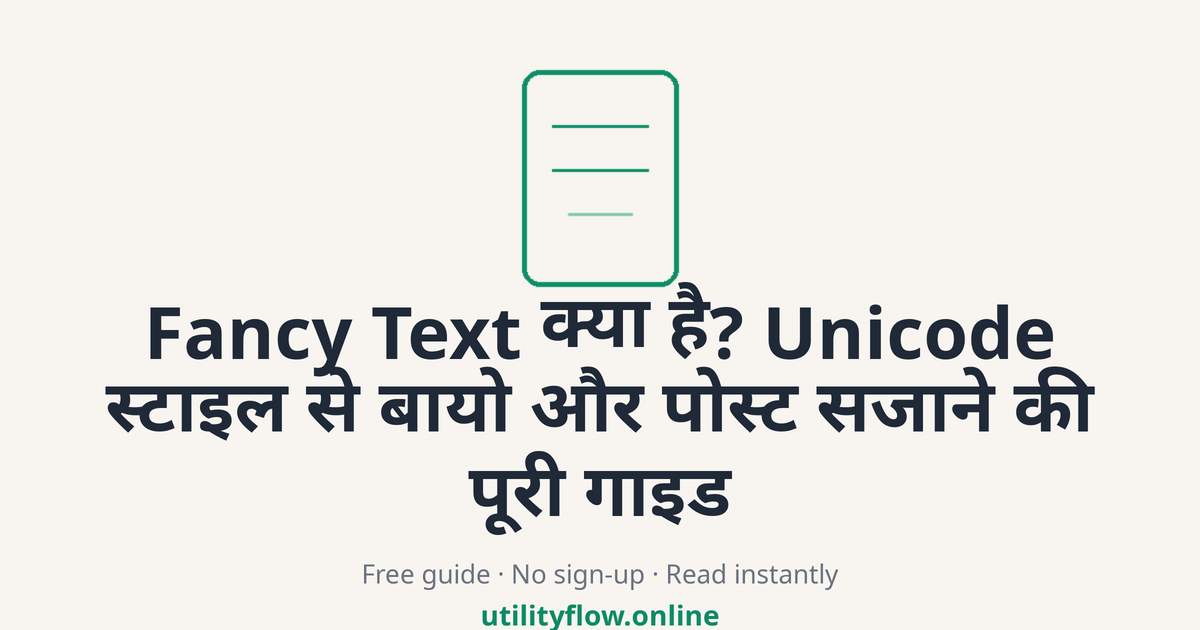 Fancy Text क्या है? Unicode
स्टाइल से बायो और पोस्ट सजाने की
पूरी गाइड
Free guide · No sign-up · Read instantly
utilityflow.online